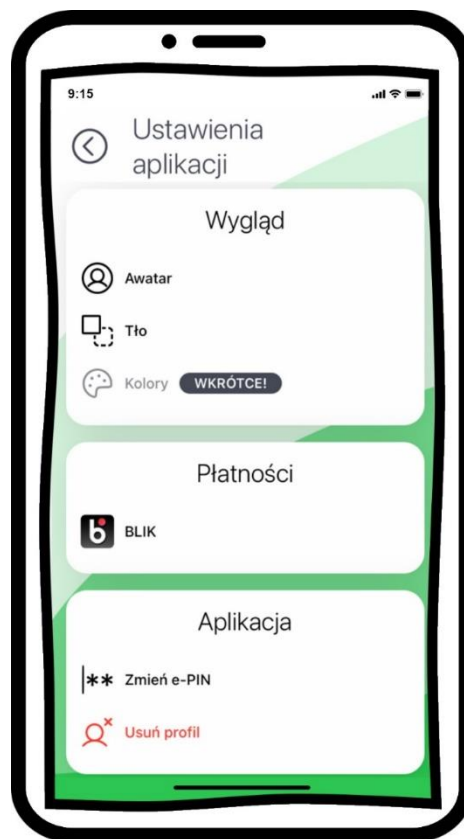 9:15
Ustawienia
aplikacji
Wygląd
Awatar
Tło
Kolory WKRÓTCE!
Płatności
BLIK
Aplikacja
Zmień e-PIN
Usuń profil